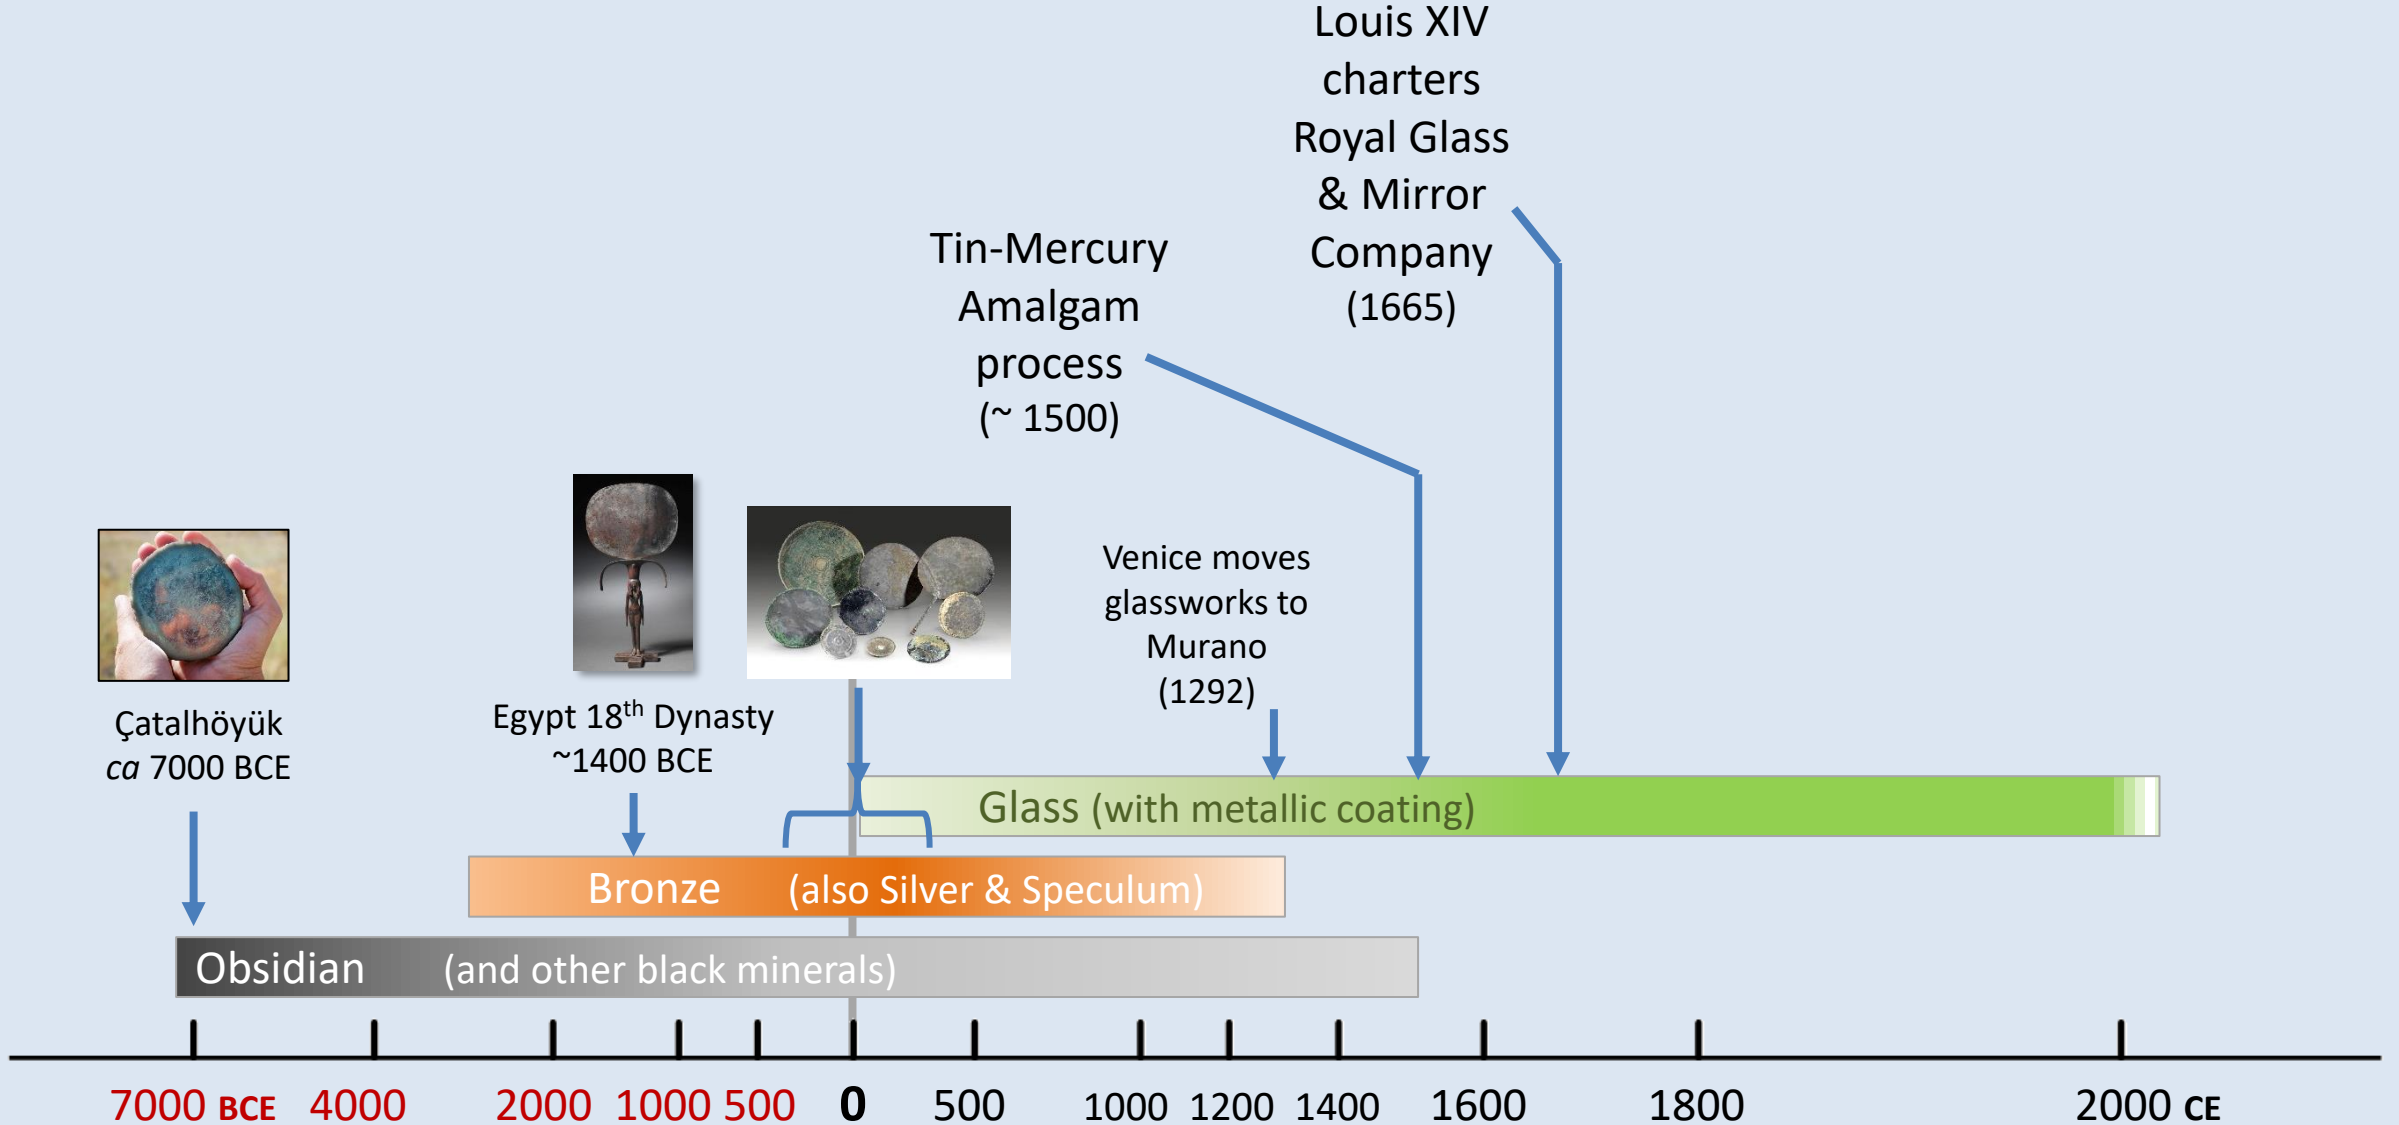 Louis XIV
charters
Royal Glass
& Mirror
Company
(1665)
Tin-Mercury
Amalgam
process
(~ 1500)
Venice moves
glassworks to
Murano
(1292)
Çatalhöyük
ca 7000 BCE
Egypt 18th Dynasty
~1400 BCE
Glass (with metallic coating)
Bronze (also Silver & Speculum)
Obsidian (and other black minerals)
7000 BCE 4000 2000 1000 500 0 500 1000 1200 1400 1600 1800 2000 CE